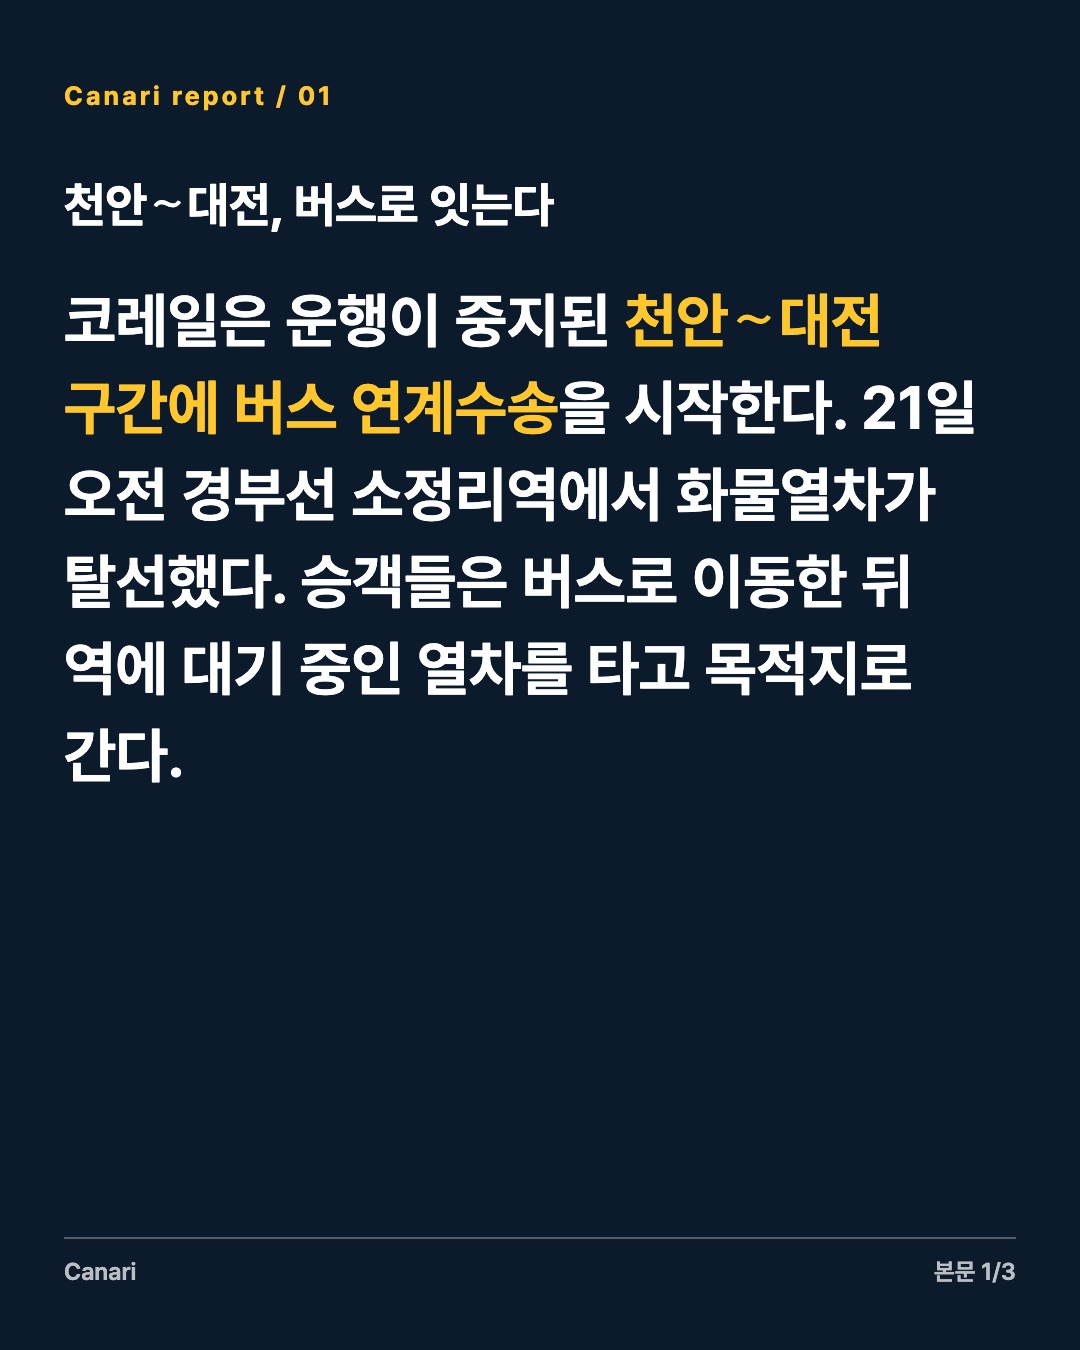 Canari report / 01
천안~대전, 버스로 잇는다
코레일은 운행이 중지된 천안~대전
구간에 버스 연계수송을 시작한다. 21일
오전 경부선 소정리역에서 화물열차가
탈선했다. 승객들은 버스로 이동한 뒤
역에 대기 중인 열차를 타고 목적지로
간다.
Canari
본문 1/3